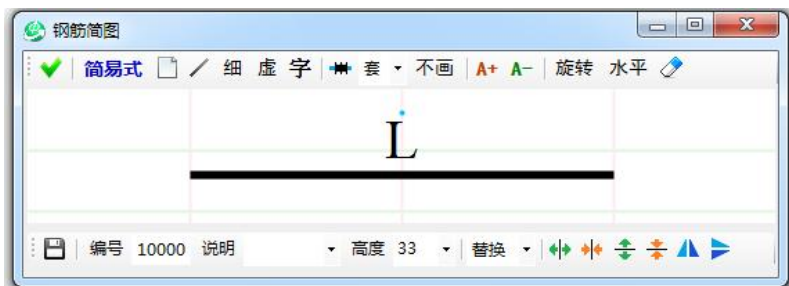 钢筋简图
简易式 细 虚 字 套 不画 A+ A- 旋转 水平
L
编号 10000 说明 高度 33 替换